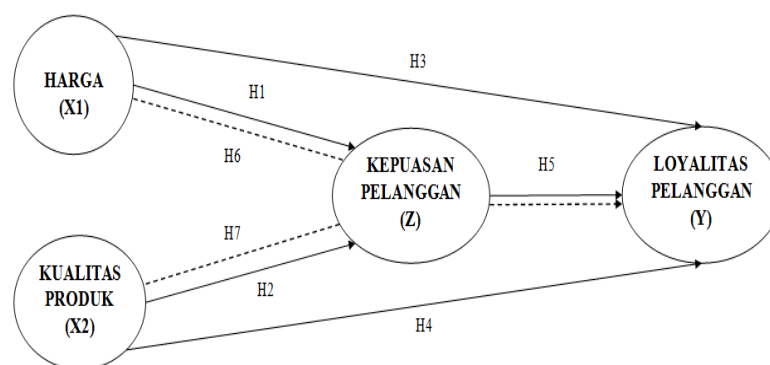 HARGA
(X1)
H1
H3
H6
KEPUASAN
PELANGGAN
(Z)
H5
LOYALITAS
PELANGGAN
(Y)
H7
KUALITAS
PRODUK
(X2)
H2
H4